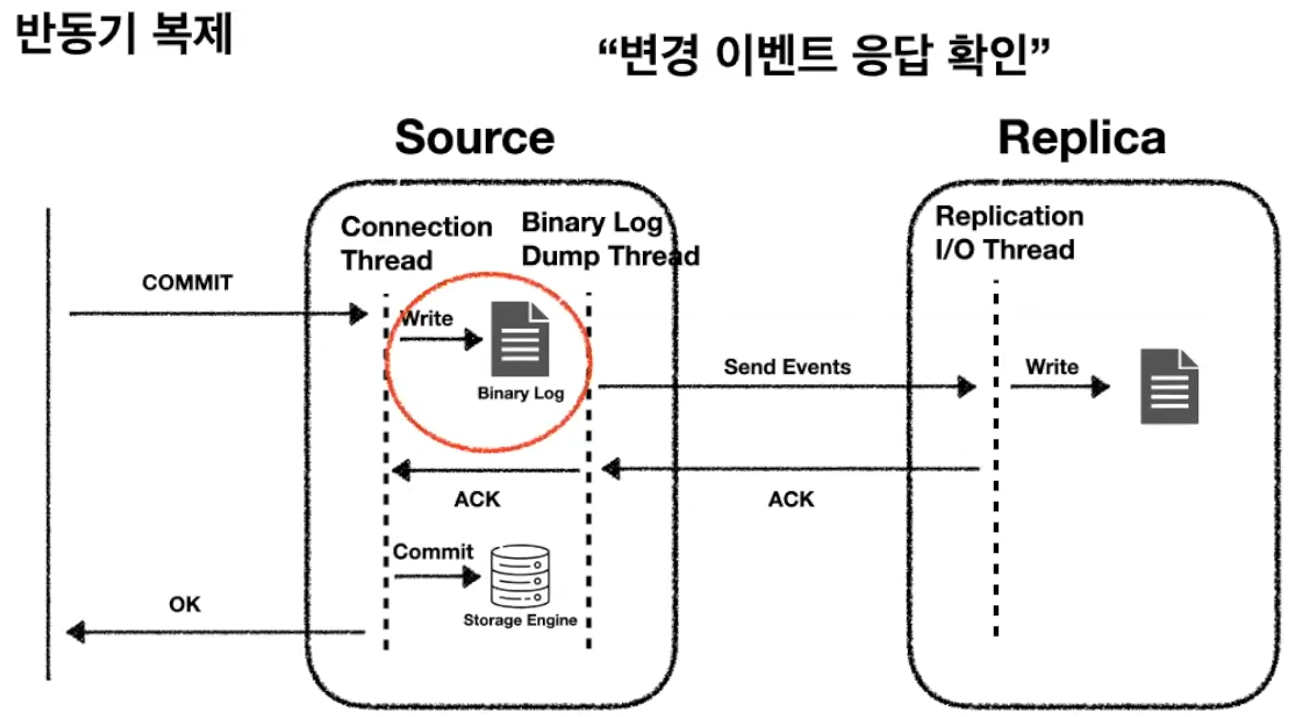 반동기 복제
“변경 이벤트 응답 확인”
Source
Replica
Connection
Thread
Binary Log
Dump Thread
Replication
I/O Thread
COMMIT
Write
Binary Log
Send Events
Write
ACK
ACK
Commit
Storage Engine
OK